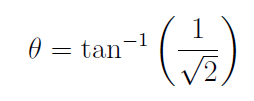 θ = tan⁻¹ (1/√2)